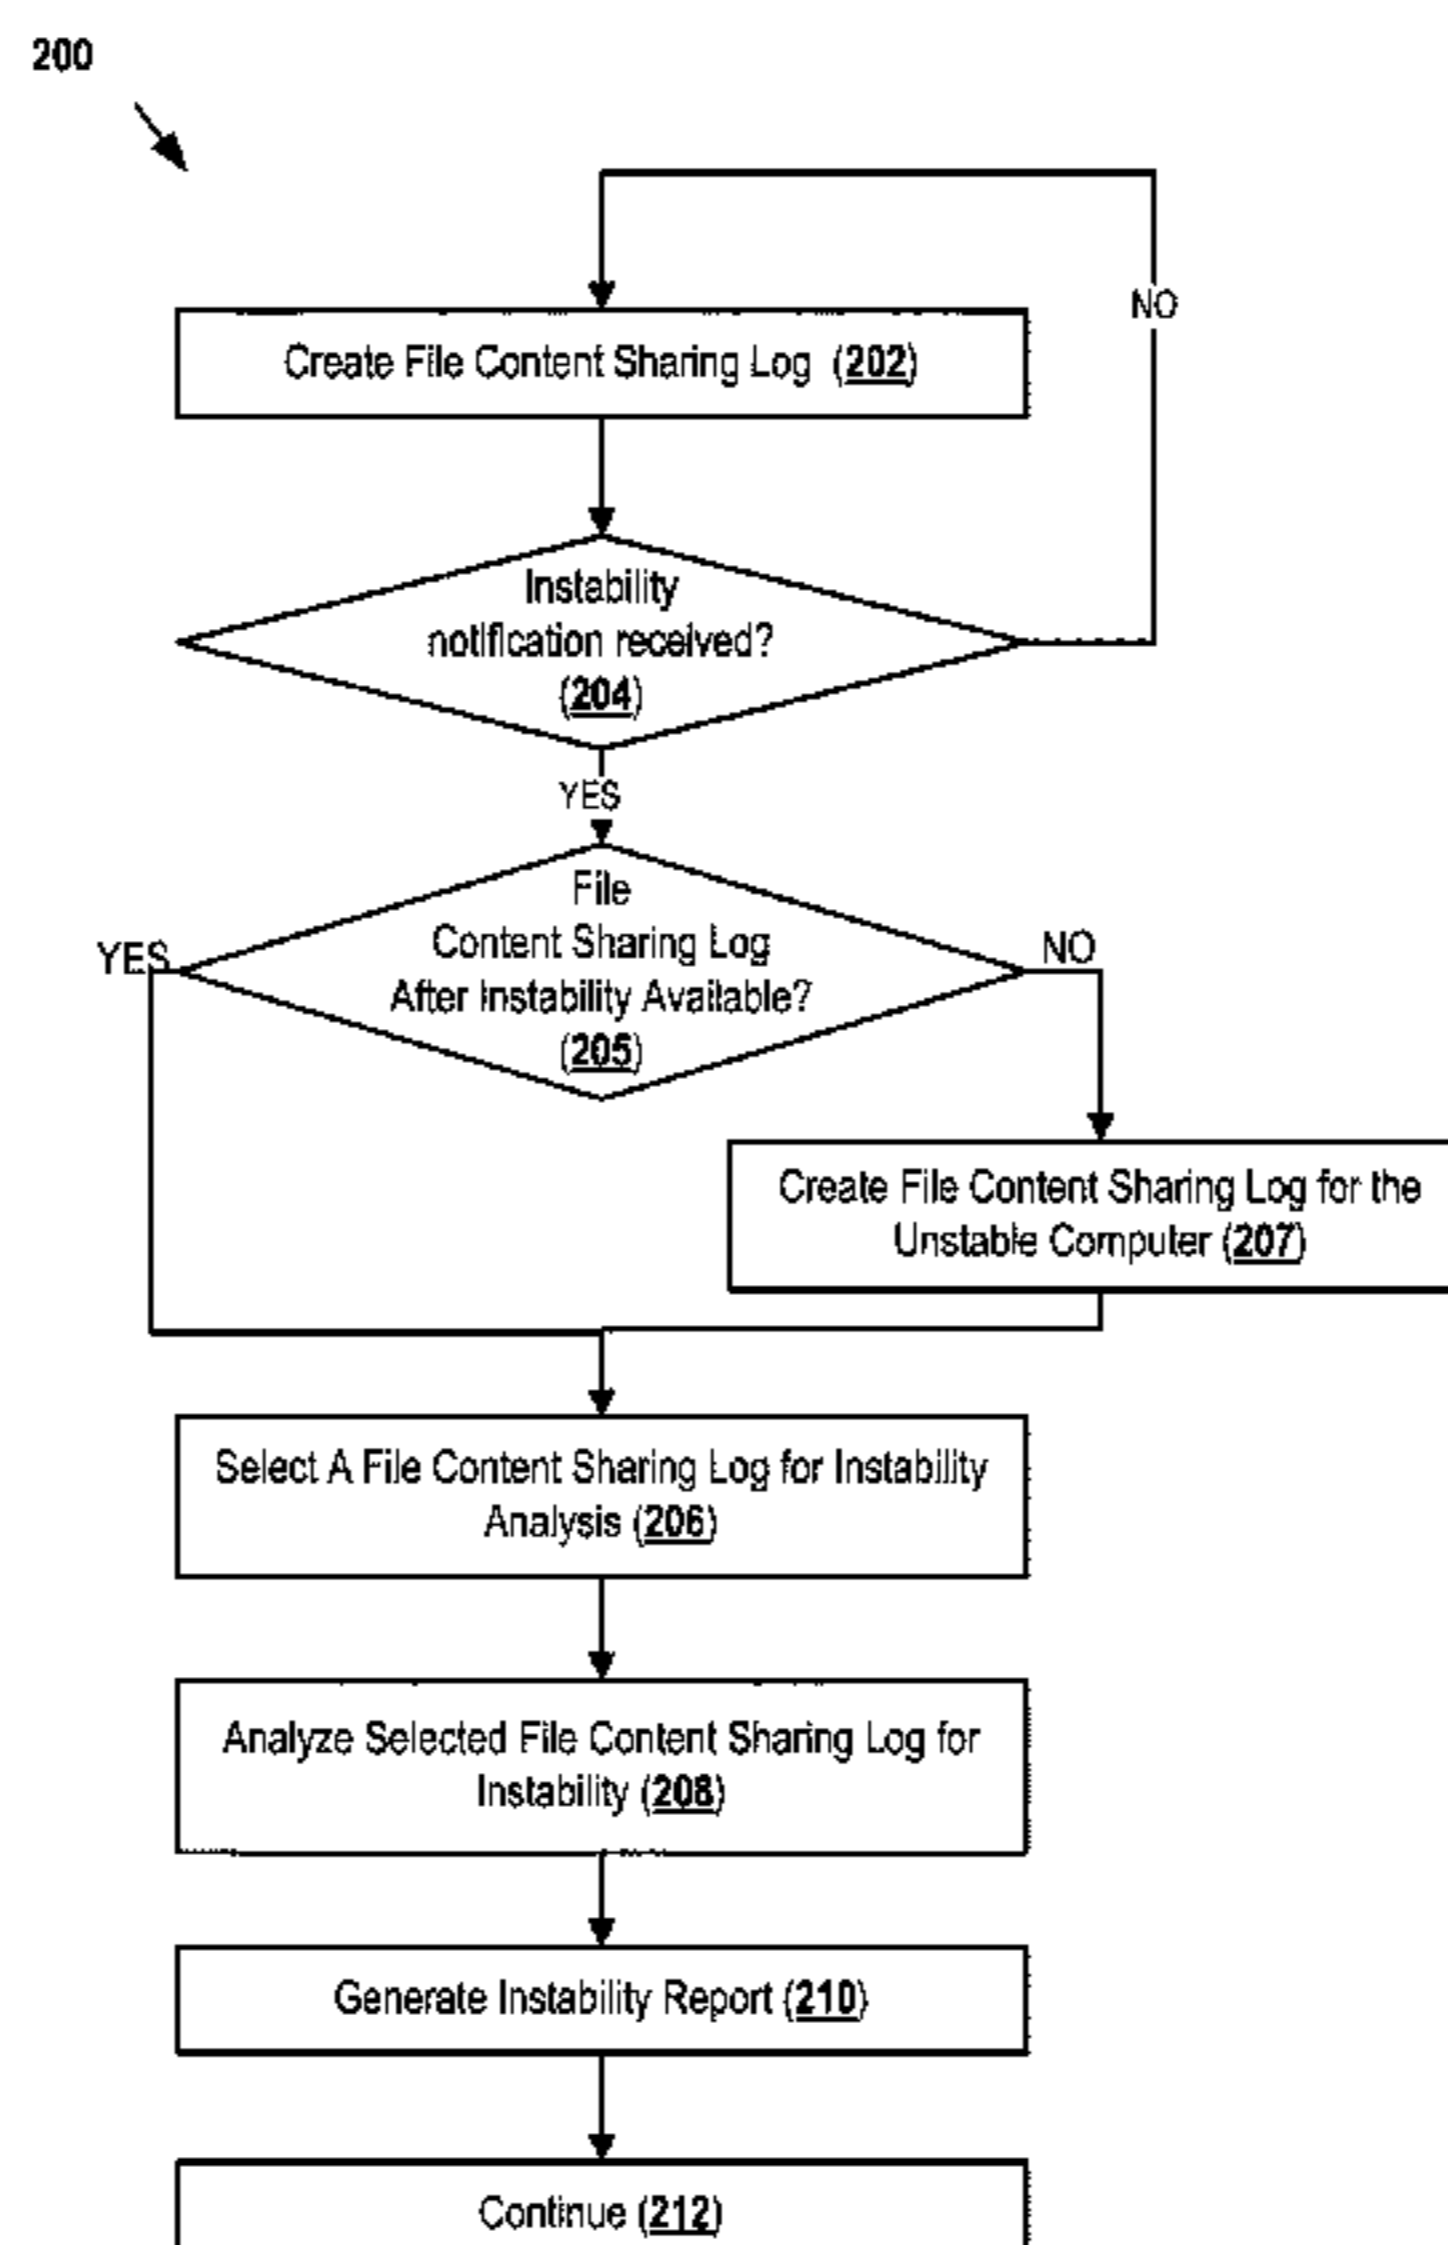 200
NO
Create File Content Sharing Log (202)
Instability
notification received?
(204)
YES
File
Content Sharing Log
After Instability Available?
(205)
YES
NO
Create File Content Sharing Log for the
Unstable Computer (207)
Select A File Content Sharing Log for Instability
Analysis (206)
Analyze Selected File Content Sharing Log for
Instability (208)
Generate Instability Report (210)
Continue (212)